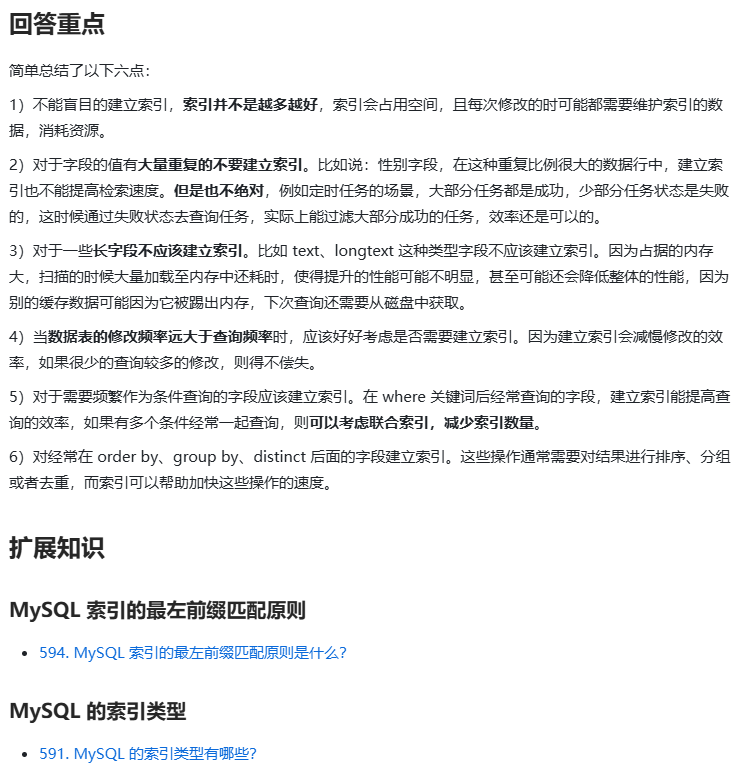 回答重点
简单总结了以下六点：
1）不能盲目的建立索引，索引并不是越多越好，索引会占用空间，且每次修改的时可能都需要维护索引的数
据，消耗资源。
2）对于字段的值有大量重复的不要建立索引。比如说：性别字段，在这种重复比例很大的数据行中，建立索
引也不能提高检索速度。但是也不绝对，例如定时任务的场景，大部分任务都是成功，少部分任务状态是失败
的，这时候通过失败状态去查询任务，实际上能过滤大部分成功的任务，效率还是可以的。
3）对于一些长字段不应该建立索引。比如 text、longtext 这种类型字段不应该建立索引。因为占据的内存
大，扫描的时候大量加载至内存中还耗时，使得提升的性能可能不明显，甚至可能还会降低整体的性能，因为
别的缓存数据可能因为它被踢出内存，下次查询还需要从磁盘中获取。
4）当数据表的修改频率远大于查询频率时，应该好好考虑是否需要建立索引。因为建立索引会减慢修改的效
率，如果很少的查询较多的修改，则得不偿失。
5）对于需要频繁作为条件查询的字段应该建立索引。在 where 关键词后经常查询的字段，建立索引能提高查
询的效率，如果有多个条件经常一起查询，则可以考虑联合索引，减少索引数量。
6）对经常在 order by、group by、distinct 后面的字段建立索引。这些操作通常需要对结果进行排序、分组
或者去重，而索引可以帮助加快这些操作的速度。
扩展知识
MySQL 索引的最左前缀匹配原则
• 594. MySQL 索引的最左前缀匹配原则是什么？
MySQL 的索引类型
• 591. MySQL 的索引类型有哪些？